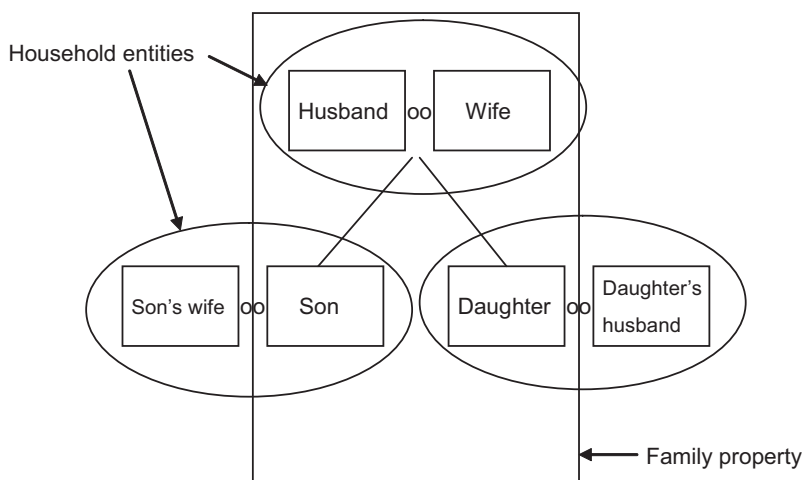 Household entities
Husband oo Wife
Son's wife oo Son
Daughter oo Daughter's
husband
Family property